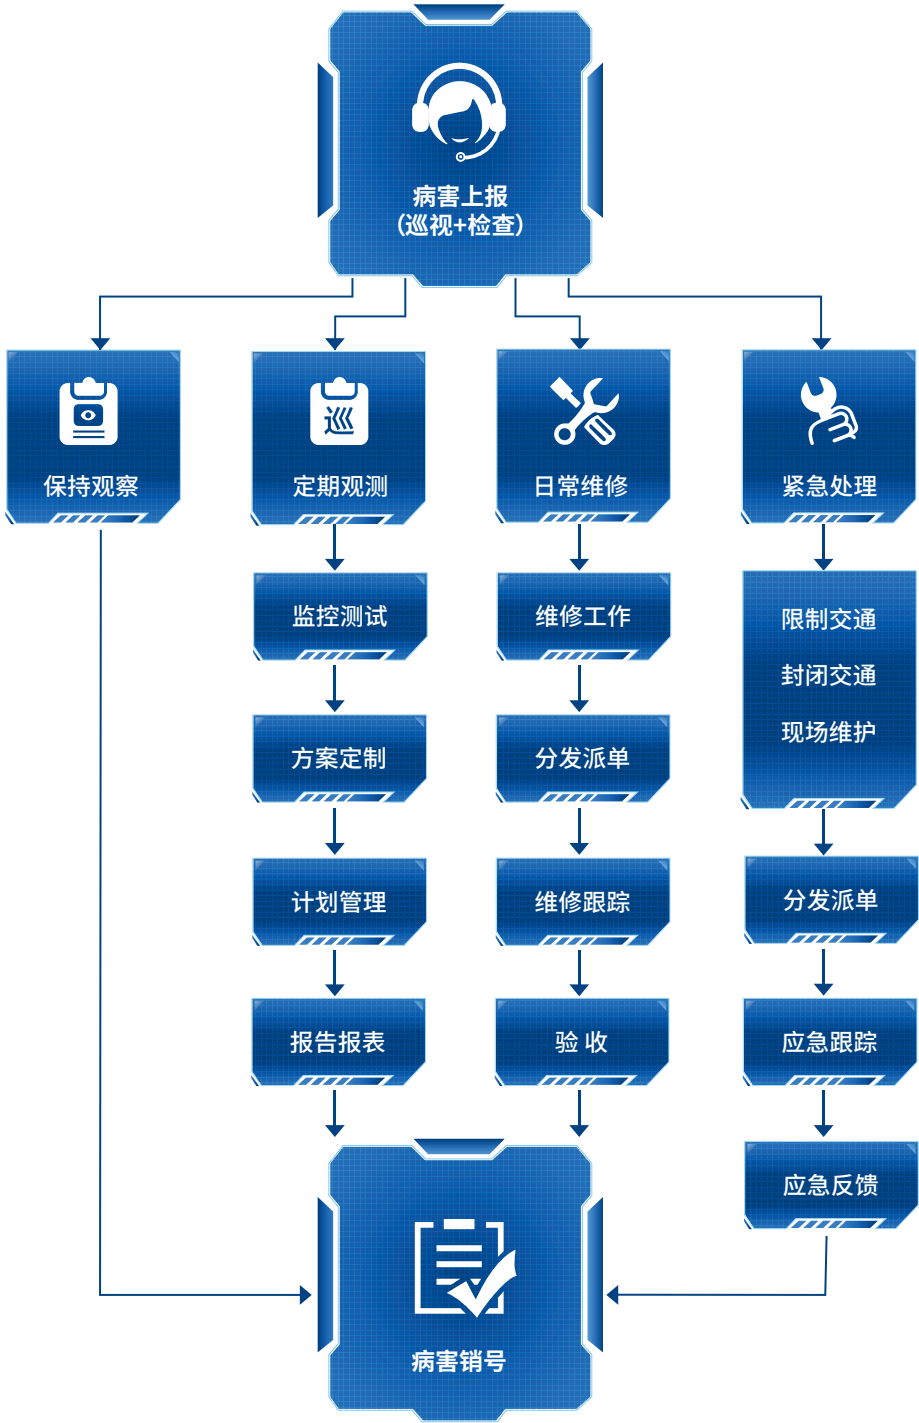 病害上报
（巡视+检查）
保持观察
巡
定期观测
日常维修
紧急处理
监控测试
维修工作
限制交通
封闭交通
现场维护
方案定制
分发派单
计划管理
维修跟踪
分发派单
报告报表
验收
应急跟踪
应急反馈
病害销号